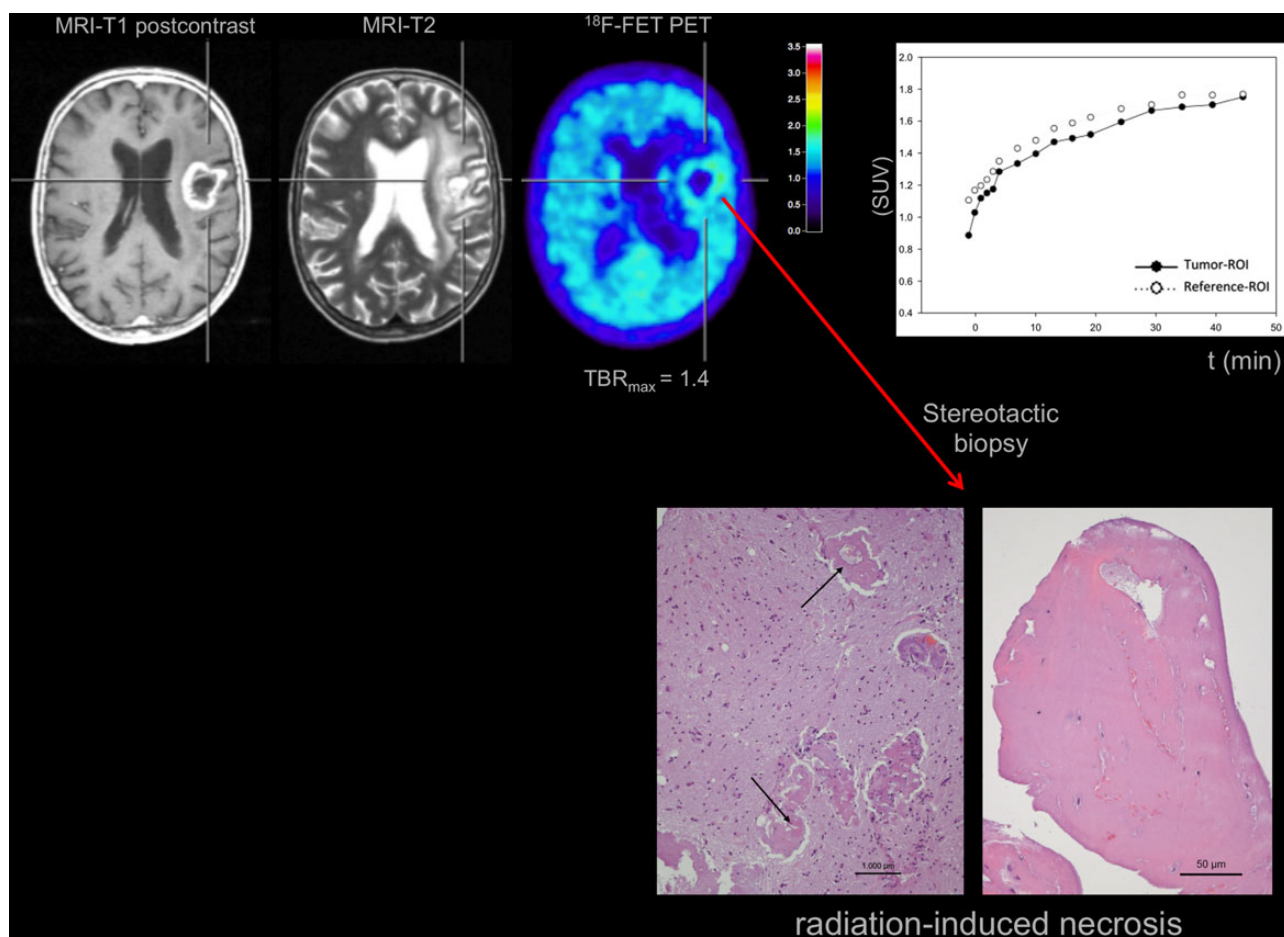 MRI-T1 postcontrast
MRI-T2
¹⁸F-FET PET
3.5
3.0
2.5
2.0
1.5
1.0
0.5
0.0
TBRmax = 1.4
(SUV)
2.0
1.8
1.6
1.4
1.2
1.0
0.8
0.6
0.4
Tumor-ROI
Reference-ROI
0 10 20 30 40 50
t (min)
Stereotactic
biopsy
1.000 µm
50 µm
radiation-induced necrosis